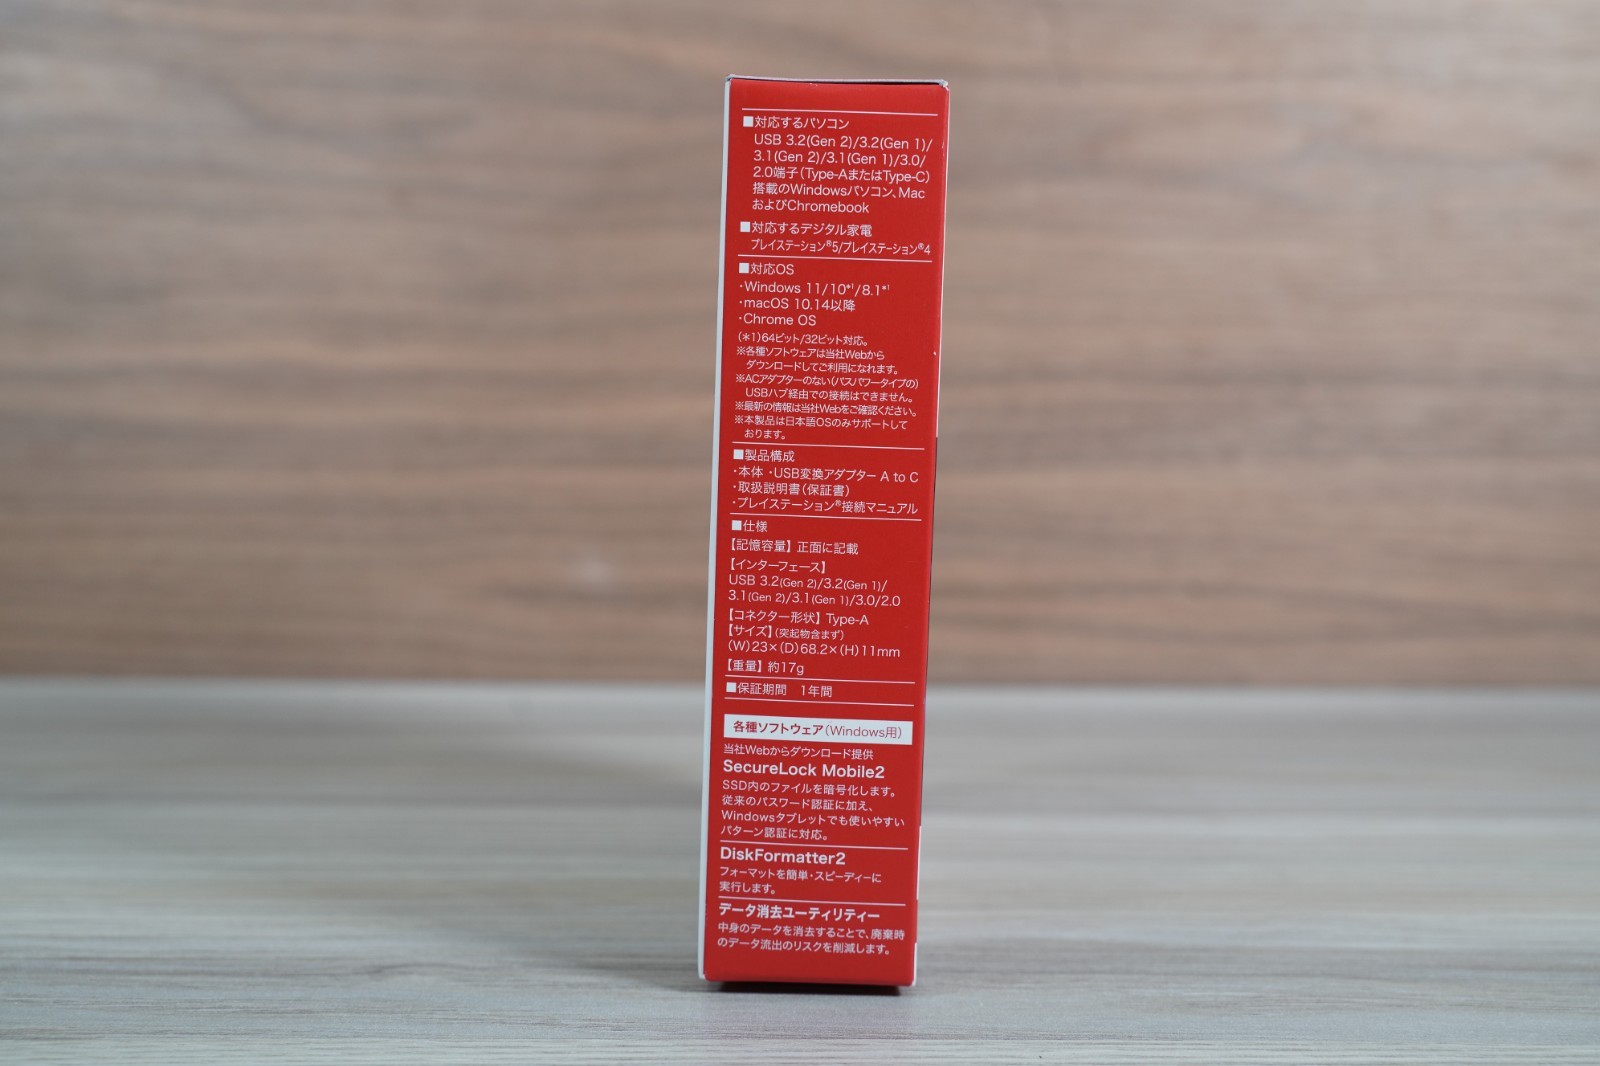 ■対応するパソコン
USB 3.2(Gen 2)/3.2(Gen 1)/
3.1(Gen 2)/3.1(Gen 1)/3.0/
2.0端子(Type-AまたはType-C)
搭載のWindowsパソコン、Mac
およびChromebook
■対応するデジタル家電
プレイステーション®5/プレイステーション®4
■対応OS
・Windows 11/10*¹/8.1*¹
・macOS 10.14以降
・Chrome OS
(*1)64ビット/32ビット対応。
※各種ソフトウェアは当社Webから
ダウンロードしてご利用になれます。
※ACアダプターのない(バスパワータイプの)
USBハブ経由での接続はできません。
※最新の情報は当社Webをご確認ください。
※本製品は日本語OSのみサポートして
おります。
■製品構成
・本体 ・USB変換アダプター A to C
・取扱説明書(保証書)
・プレイステーション®接続マニュアル
■仕様
【記憶容量】 正面に記載
【インターフェース】
USB 3.2(Gen 2)/3.2(Gen 1)/
3.1(Gen 2)/3.1(Gen 1)/3.0/2.0
【コネクター形状】 Type-A
【サイズ】(突起物含まず)
(W)23×(D)68.2×(H)11mm
【重量】 約17g
■保証期間 1年間
各種ソフトウェア(Windows用)
当社Webからダウンロード提供
SecureLock Mobile2
SSD内のファイルを暗号化します。
従来のパスワード認証に加え、
Windowsタブレットでも使いやすい
パターン認証に対応。
DiskFormatter2
フォーマットを簡単・スピーディーに
実行します。
データ消去ユーティリティー
中身のデータを消去することで、廃棄時
のデータ流出のリスクを削減します。